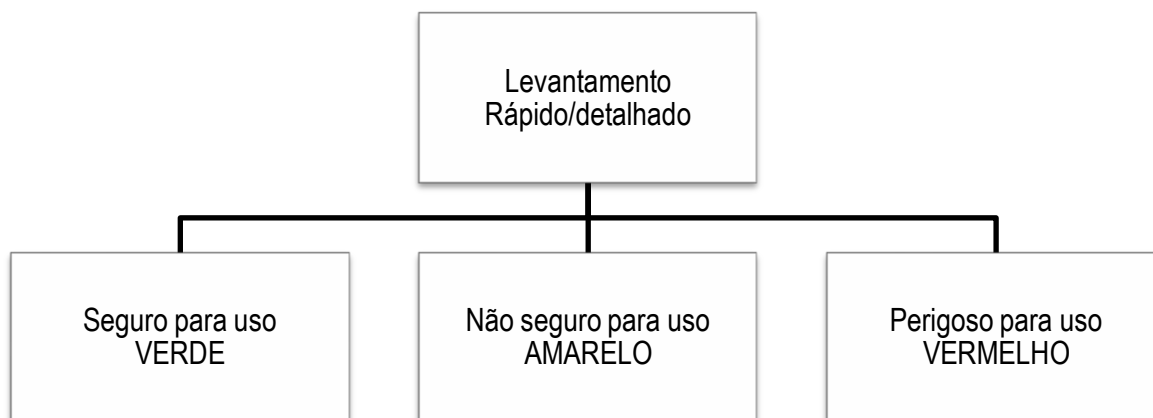 Levantamento
Rápido/detalhado
Seguro para uso
VERDE
Não seguro para uso
AMARELO
Perigoso para uso
VERMELHO